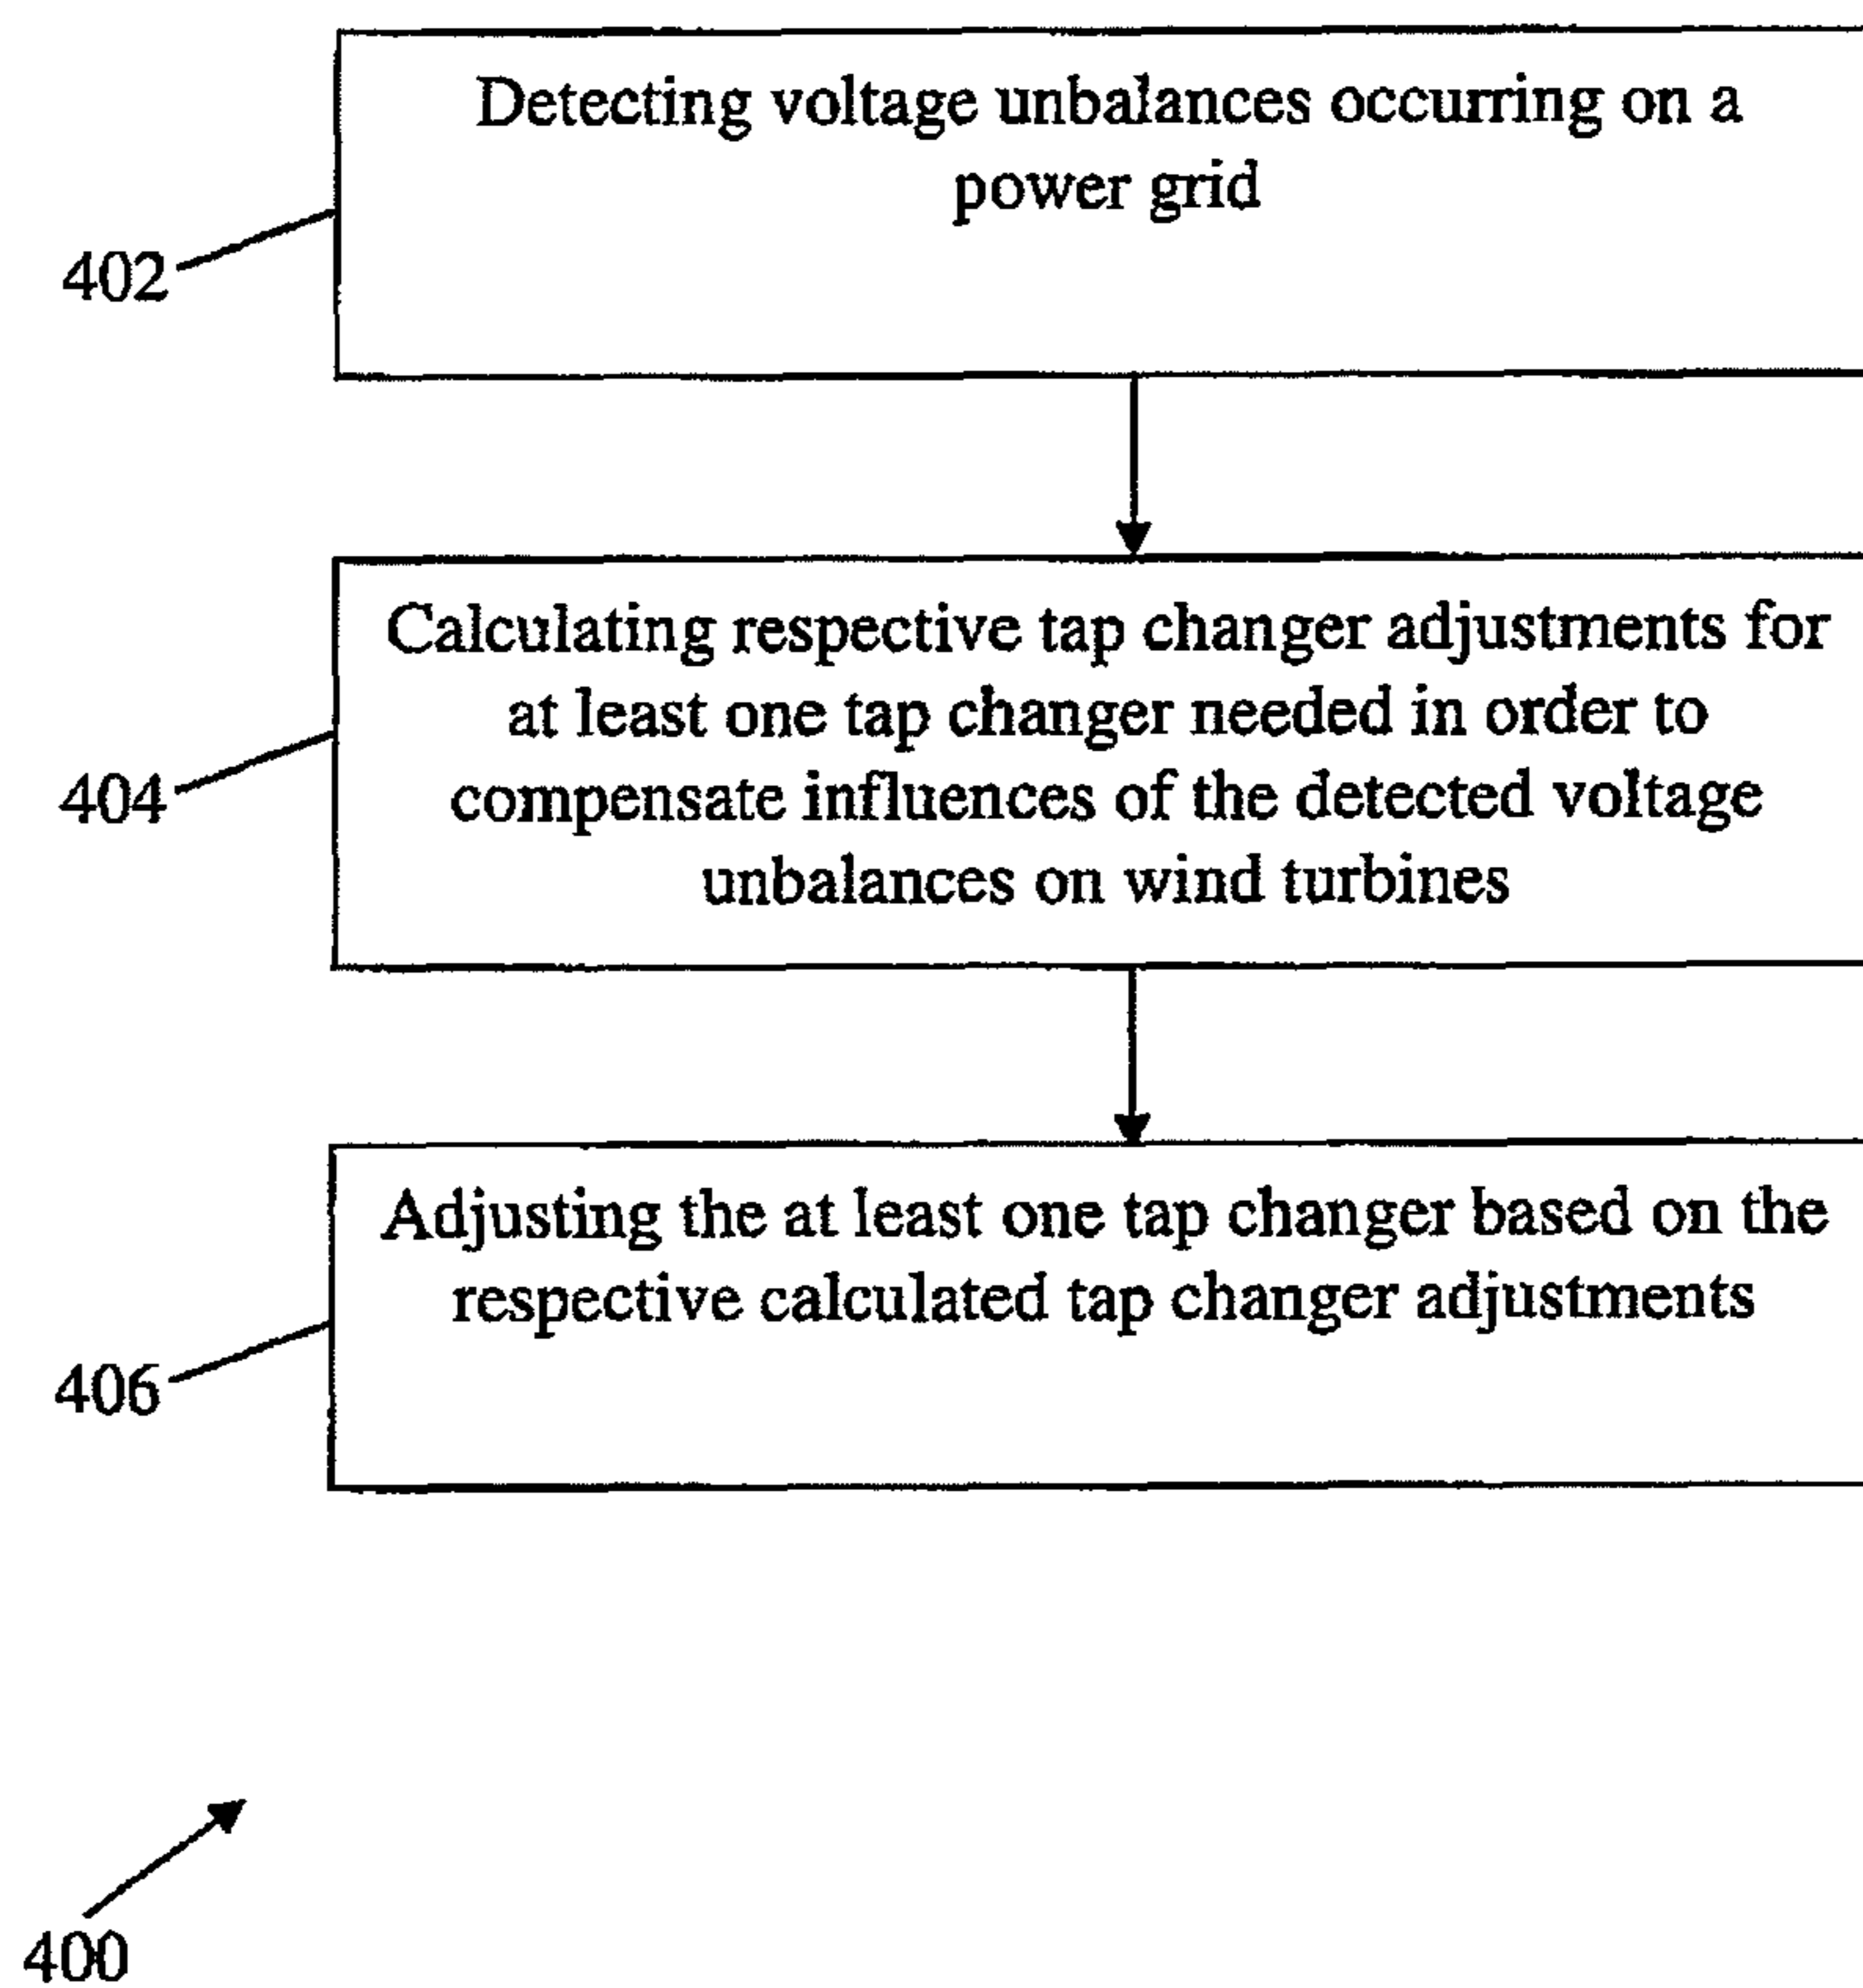 Detecting voltage unbalances occurring on a
power grid
402
Calculating respective tap changer adjustments for
at least one tap changer needed in order to
compensate influences of the detected voltage
unbalances on wind turbines
404
Adjusting the at least one tap changer based on the
respective calculated tap changer adjustments
406
400